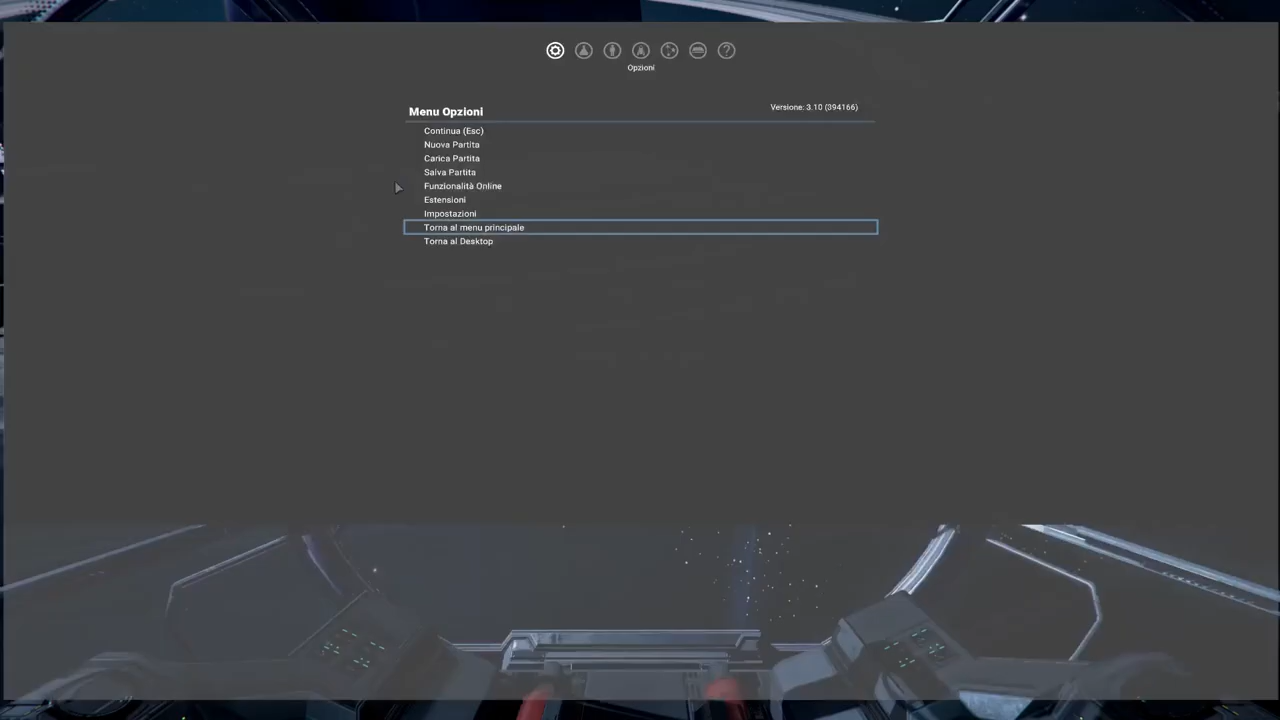 Opzioni
Menu Opzioni
Versione: 3.10 (394166)
Continua (Esc)
Nuova Partita
Carica Partita
Salva Partita
Funzionalità Online
Estensioni
Impostazioni
Torna al menu principale
Torna al Desktop